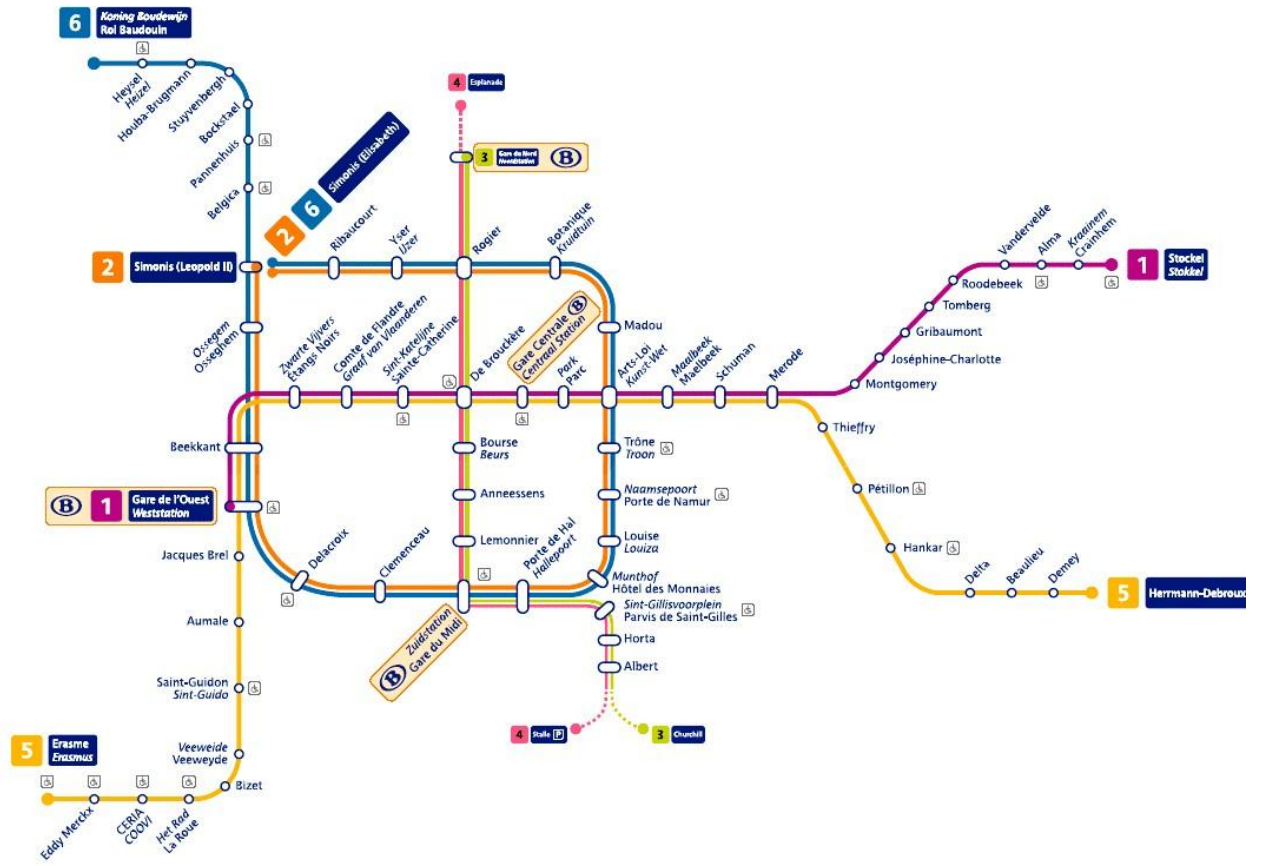 6
Koning Boudewijn
Roi Baudouin
Heysel
Heizel
Houba-Brugmann
Stuyvenbergh
Bockstael
Pannenhuis
Belgica
4
Esplanade
3
Gare du Nord
Noordstation
B
2
6
Simonis (Elisabeth)
2
Simonis (Leopold II)
Ribaucourt
Yser
IJzer
Rogier
Botanique
Kruidtuin
Vandervelde
Alma
Kraainem
Crainhem
1
Stockel
Stokkel
Roodebeek
Tomberg
Gribaumont
Joséphine-Charlotte
Montgomery
Ossegem
Osseghem
Zwarte Vijvers
Étangs Noirs
Comte de Flandre
Graaf van Vlaanderen
Sint-Katelijne
Sainte-Catherine
De Brouckère
Gare Centrale
Centraal Station
B
Park
Parc
Madou
Arts-Loi
Kunst-Wet
Maalbeek
Maelbeek
Schuman
Merode
Thieffry
Pétillon
Hankar
Delta
Beaulieu
Demey
5
Herrmann-Debroux
Beekkant
B
1
Gare de l'Ouest
Weststation
Bourse
Beurs
Anneessens
Lemonnier
Trône
Troon
Naamsepoort
Porte de Namur
Louise
Louiza
Munthof
Hôtel des Monnaies
Sint-Gillisvoorplein
Parvis de Saint-Gilles
Horta
Albert
Delacroix
Clemenceau
Porte de Hal
Hallepoort
Zuidstation
Gare du Midi
B
4
Stalle P
3
Churchill
Jacques Brel
Aumale
Saint-Guidon
Sint-Guido
Veeweide
Veeweyde
Bizet
5
Erasme
Erasmus
Eddy Merckx
CERIA
COOVI
Het Rad
La Roue